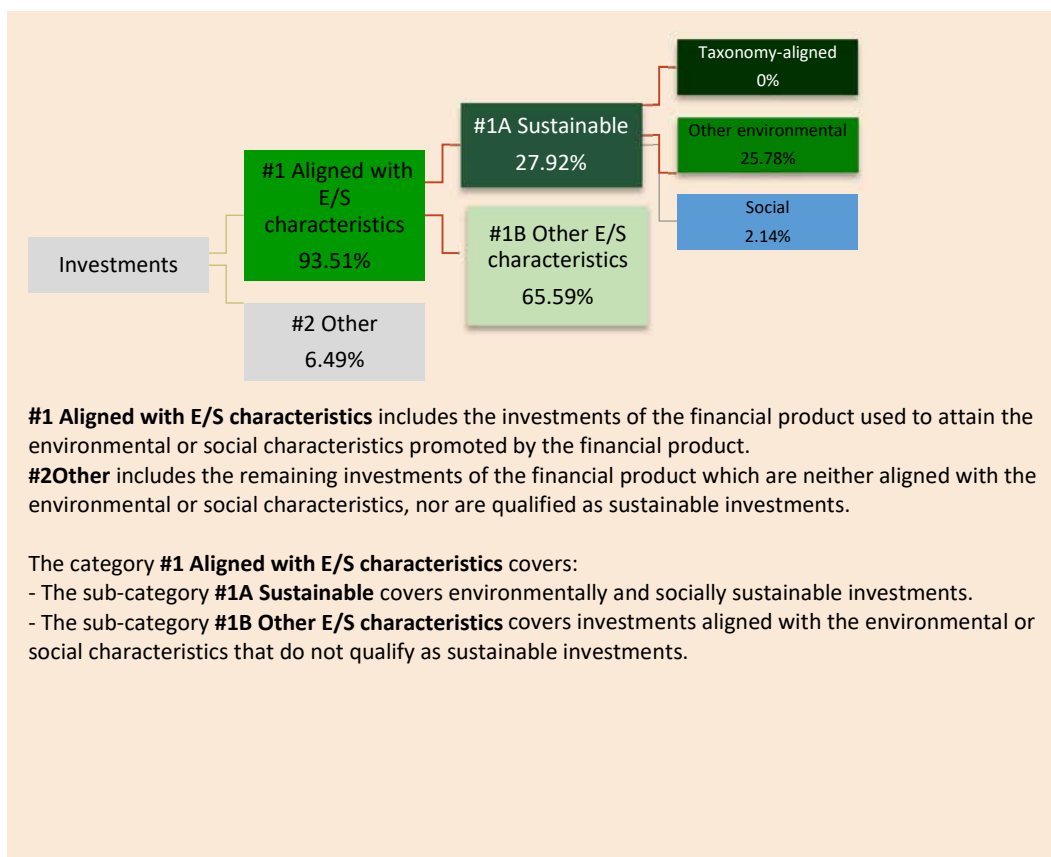 Taxonomy-aligned
0%
#1A Sustainable
27.92%
Other environmental
25.78%
#1 Aligned with
E/S
characteristics
93.51%
Social
2.14%
#1B Other E/S
characteristics
65.59%
Investments
#2 Other
6.49%
#1 Aligned with E/S characteristics includes the investments of the financial product used to attain the
environmental or social characteristics promoted by the financial product.
#2Other includes the remaining investments of the financial product which are neither aligned with the
environmental or social characteristics, nor are qualified as sustainable investments.
The category #1 Aligned with E/S characteristics covers:
- The sub-category #1A Sustainable covers environmentally and socially sustainable investments.
- The sub-category #1B Other E/S characteristics covers investments aligned with the environmental or
social characteristics that do not qualify as sustainable investments.